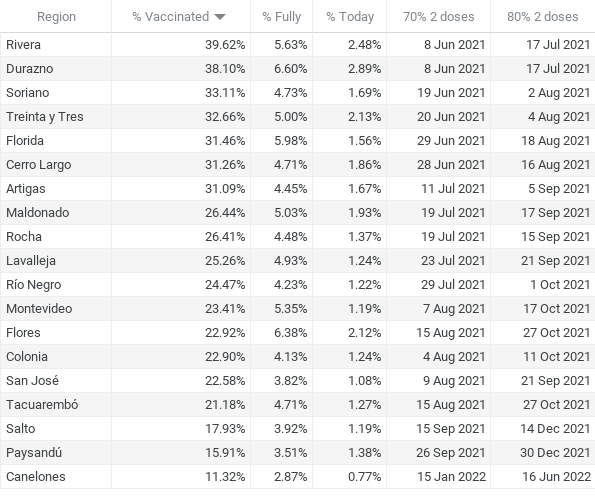 Region % Vaccinated % Fully % Today 70% 2 doses 80% 2 doses
Rivera 39.62% 5.63% 2.48% 8 Jun 2021 17 Jul 2021
Durazno 38.10% 6.60% 2.89% 8 Jun 2021 17 Jul 2021
Soriano 33.11% 4.73% 1.69% 19 Jun 2021 2 Aug 2021
Treinta y Tres 32.66% 5.00% 2.13% 20 Jun 2021 4 Aug 2021
Florida 31.46% 5.98% 1.56% 29 Jun 2021 18 Aug 2021
Cerro Largo 31.26% 4.71% 1.86% 28 Jun 2021 16 Aug 2021
Artigas 31.09% 4.45% 1.67% 11 Jul 2021 5 Sep 2021
Maldonado 26.44% 5.03% 1.93% 19 Jul 2021 17 Sep 2021
Rocha 26.41% 4.48% 1.37% 19 Jul 2021 15 Sep 2021
Lavalleja 25.26% 4.93% 1.24% 23 Jul 2021 21 Sep 2021
Río Negro 24.47% 4.23% 1.22% 29 Jul 2021 1 Oct 2021
Montevideo 23.41% 5.35% 1.19% 7 Aug 2021 17 Oct 2021
Flores 22.92% 6.38% 2.12% 15 Aug 2021 27 Oct 2021
Colonia 22.90% 4.13% 1.24% 4 Aug 2021 11 Oct 2021
San José 22.58% 3.82% 1.08% 9 Aug 2021 21 Sep 2021
Tacuarembó 21.18% 4.71% 1.27% 15 Aug 2021 27 Oct 2021
Salto 17.93% 3.92% 1.19% 15 Sep 2021 14 Dec 2021
Paysandú 15.91% 3.51% 1.38% 26 Sep 2021 30 Dec 2021
Canelones 11.32% 2.87% 0.77% 15 Jan 2022 16 Jun 2022